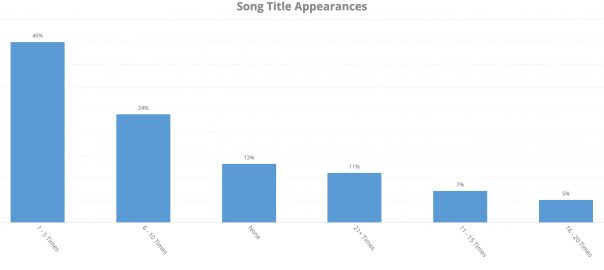 Song Title Appearances
40%
24%
13%
11%
7%
5%
1 - 5 Times
6 - 10 Times
None
21+ Times
11 - 15 Times
16 - 20 Times